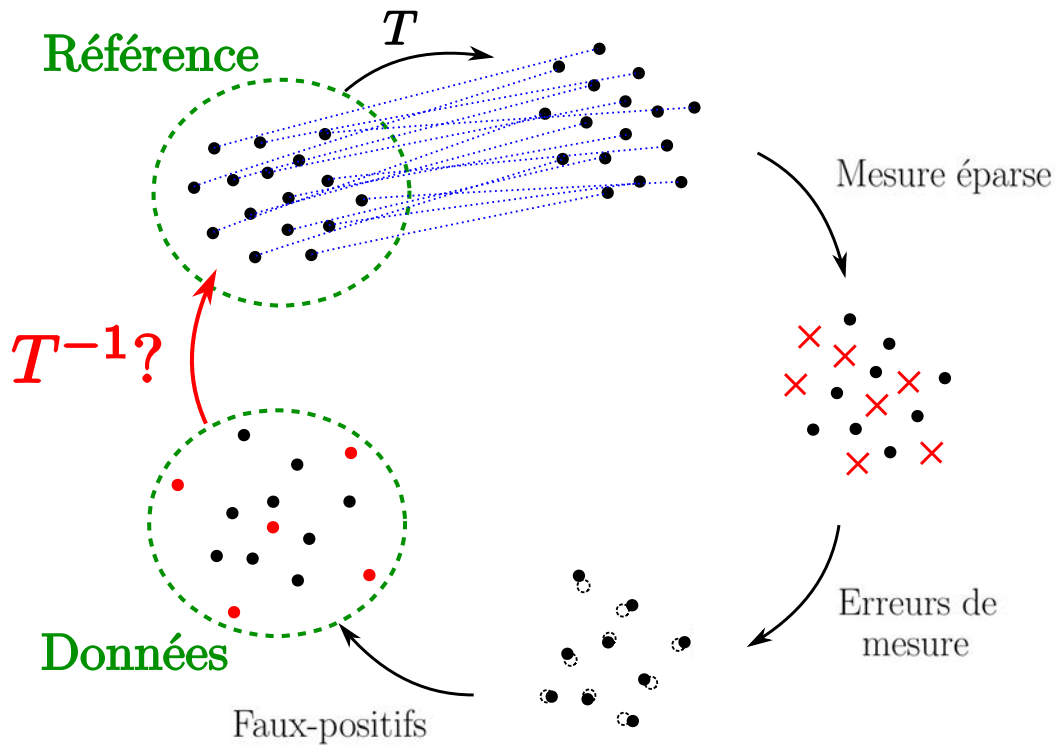 Référence
T
Mesure éparse
T⁻¹?
Erreurs de
mesure
Données
Faux-positifs